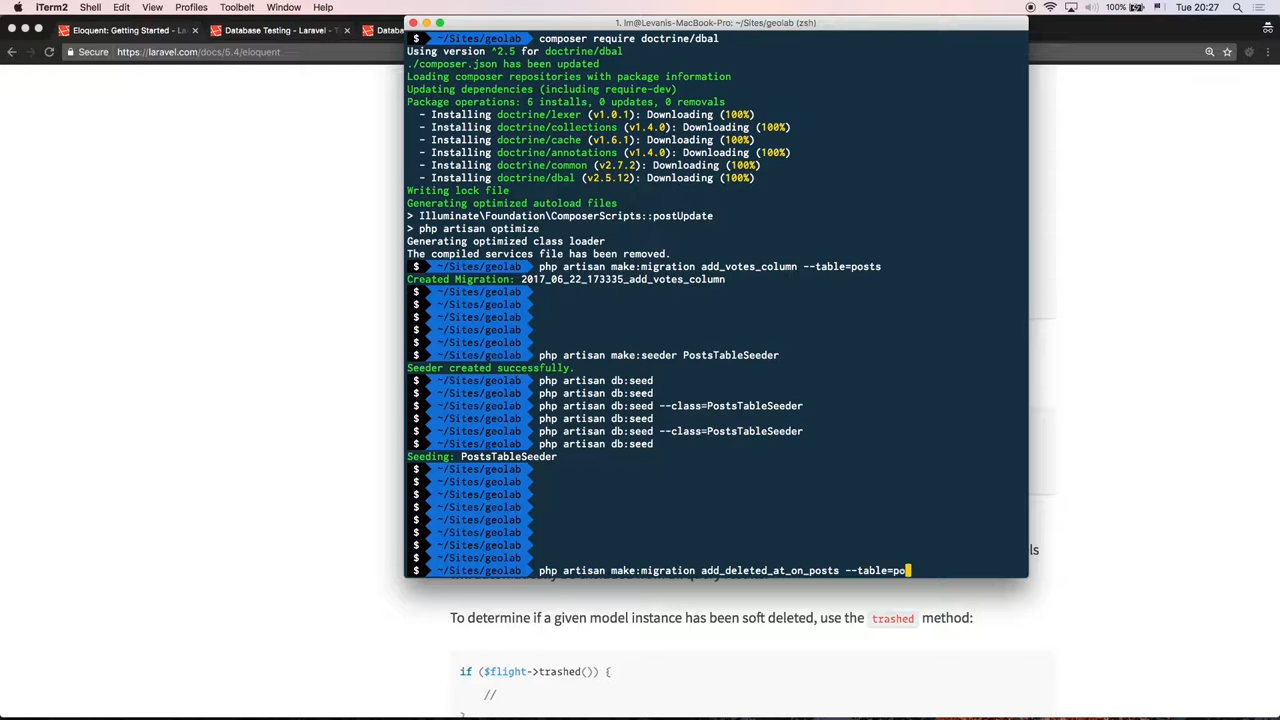 iTerm2 Shell Edit View Profiles Toolbelt Window Help 100% Tue 20:27
Eloquent: Getting Started - L × Database Testing - Laravel - T × Databa
1. lm@Levanis-MacBook-Pro: ~/Sites/geolab (zsh)
Secure https://laravel.com/docs/5.4/eloquent
$ ~/Sites/geolab composer require doctrine/dbal
Using version ^2.5 for doctrine/dbal
./composer.json has been updated
Loading composer repositories with package information
Updating dependencies (including require-dev)
Package operations: 6 installs, 0 updates, 0 removals
- Installing doctrine/lexer (v1.0.1): Downloading (100%)
- Installing doctrine/collections (v1.4.0): Downloading (100%)
- Installing doctrine/cache (v1.6.1): Downloading (100%)
- Installing doctrine/annotations (v1.4.0): Downloading (100%)
- Installing doctrine/common (v2.7.2): Downloading (100%)
- Installing doctrine/dbal (v2.5.12): Downloading (100%)
Writing lock file
Generating optimized autoload files
> Illuminate\Foundation\ComposerScripts::postUpdate
> php artisan optimize
Generating optimized class loader
The compiled services file has been removed.
$ ~/Sites/geolab php artisan make:migration add_votes_column --table=posts
Created Migration: 2017_06_22_173335_add_votes_column
$ ~/Sites/geolab
$ ~/Sites/geolab
$ ~/Sites/geolab
$ ~/Sites/geolab
$ ~/Sites/geolab
$ ~/Sites/geolab php artisan make:seeder PostsTableSeeder
Seeder created successfully.
$ ~/Sites/geolab php artisan db:seed
$ ~/Sites/geolab php artisan db:seed
$ ~/Sites/geolab php artisan db:seed --class=PostsTableSeeder
$ ~/Sites/geolab php artisan db:seed
$ ~/Sites/geolab php artisan db:seed --class=PostsTableSeeder
$ ~/Sites/geolab php artisan db:seed
Seeding: PostsTableSeeder
$ ~/Sites/geolab
$ ~/Sites/geolab
$ ~/Sites/geolab
$ ~/Sites/geolab
$ ~/Sites/geolab
$ ~/Sites/geolab
$ ~/Sites/geolab
$ ~/Sites/geolab
$ ~/Sites/geolab php artisan make:migration add_deleted_at_on_posts --table=po
ls
To determine if a given model instance has been soft deleted, use the trashed method:
if ($flight->trashed()) {
//
}